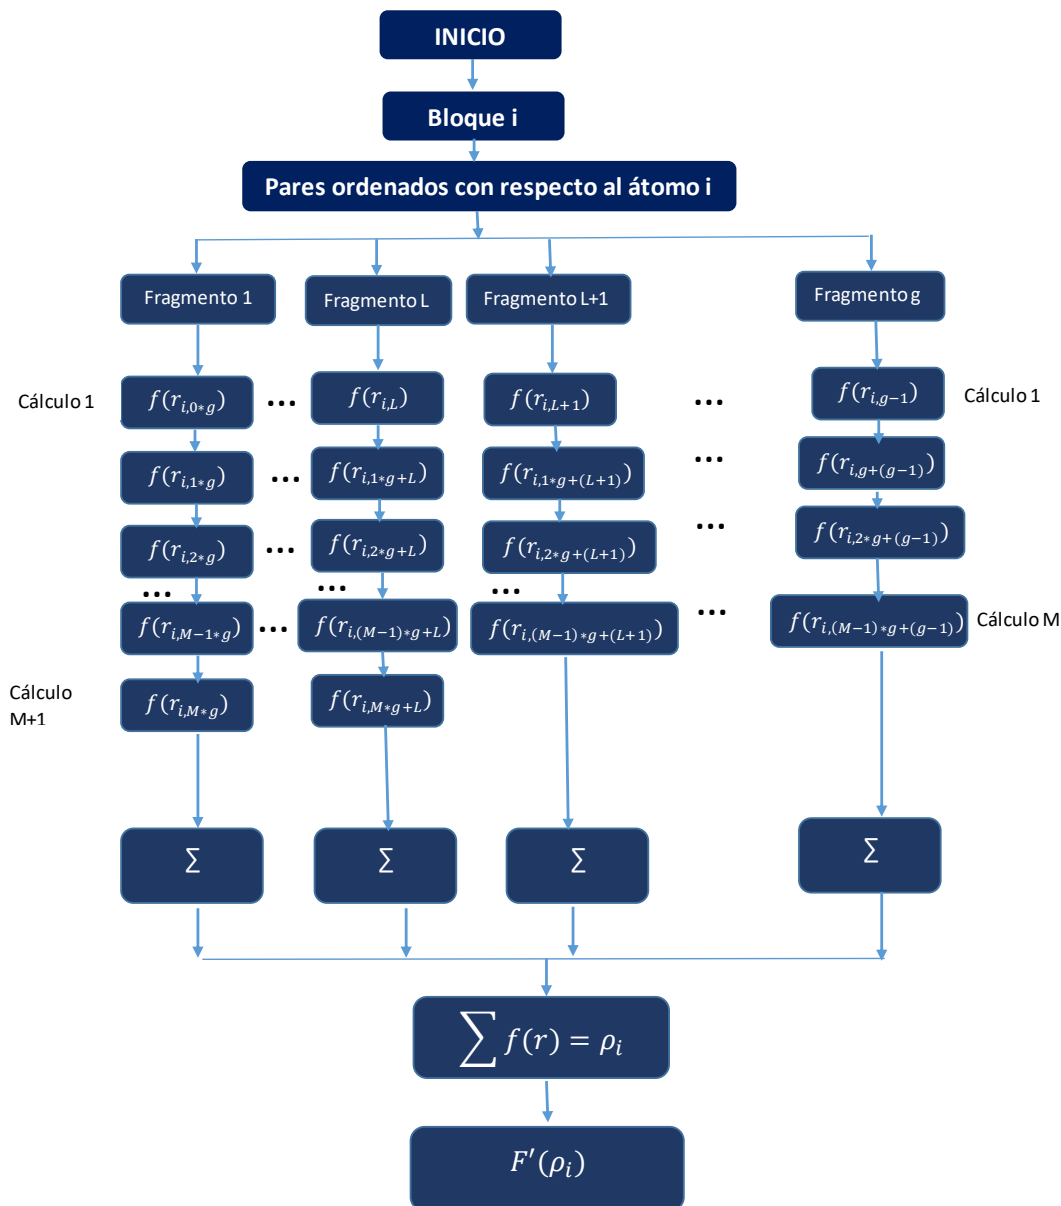 INICIO
Bloque i
Pares ordenados con respecto al átomo i
Fragmento 1
Fragmento L
Fragmento L+1
Fragmento g
Cálculo 1
f(r_{i,0*g})
...
f(r_{i,L})
f(r_{i,L+1})
...
f(r_{i,g−1})
Cálculo 1
f(r_{i,1*g})
...
f(r_{i,1*g+L})
f(r_{i,1*g+(L+1)})
...
f(r_{i,g+(g−1)})
f(r_{i,2*g})
...
f(r_{i,2*g+L})
f(r_{i,2*g+(L+1)})
...
f(r_{i,2*g+(g−1)})
...
...
...
f(r_{i,M−1*g})
...
f(r_{i,(M−1)*g+L})
f(r_{i,(M−1)*g+(L+1)})
...
f(r_{i,(M−1)*g+(g−1)})
Cálculo M
Cálculo
M+1
f(r_{i,M*g})
f(r_{i,M*g+L})
Σ
Σ
Σ
Σ
∑ f(r) = ρ_i
F′(ρ_i)